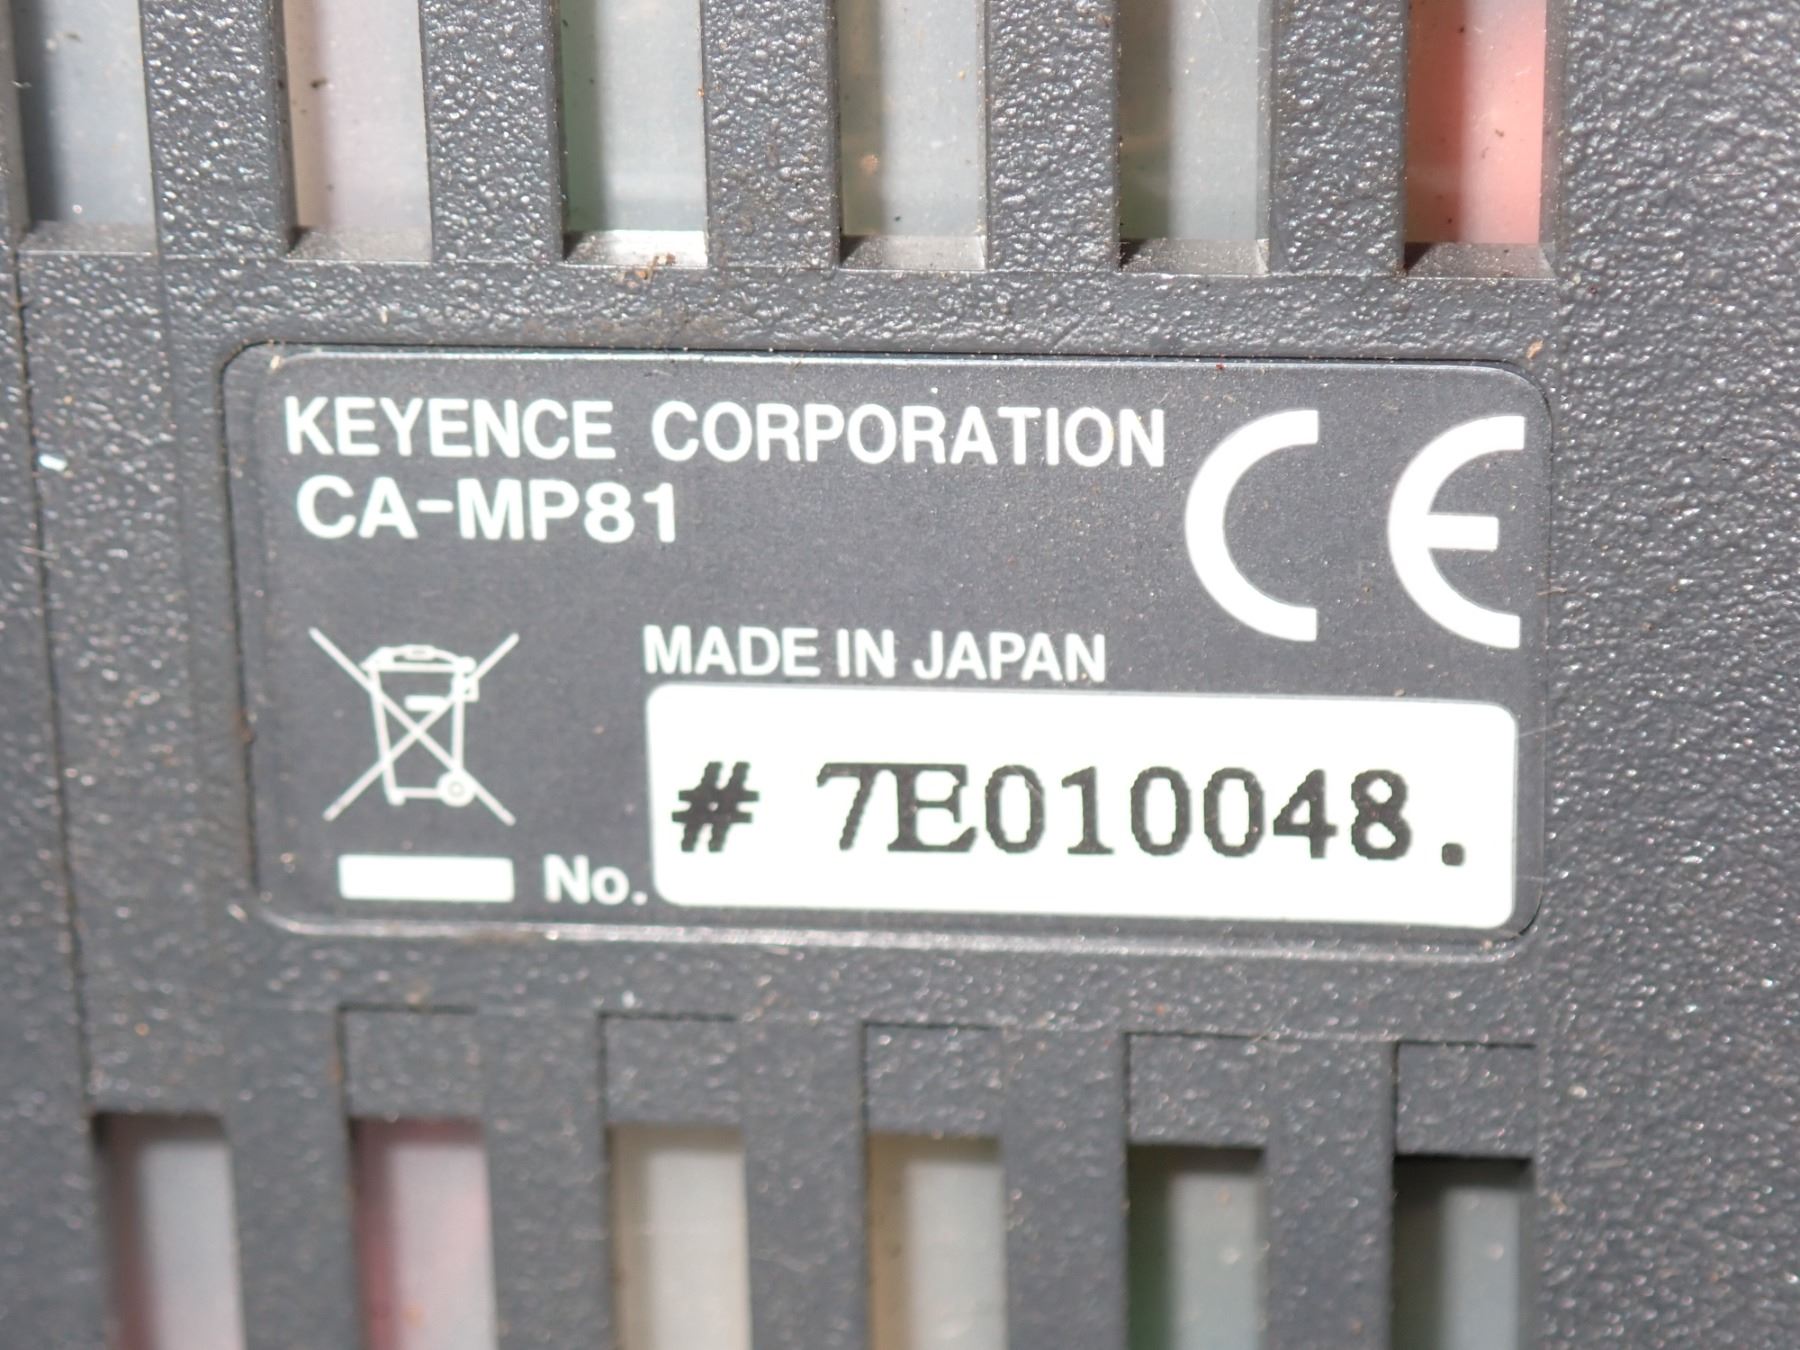 KEYENCE CORPORATION
CA-MP81
CE
MADE IN JAPAN
No. # 7E010048.